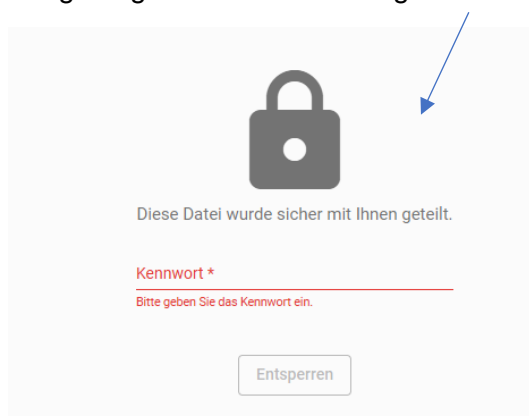 Diese Datei wurde sicher mit Ihnen geteilt.
Kennwort *
Bitte geben Sie das Kennwort ein.
Entsperren